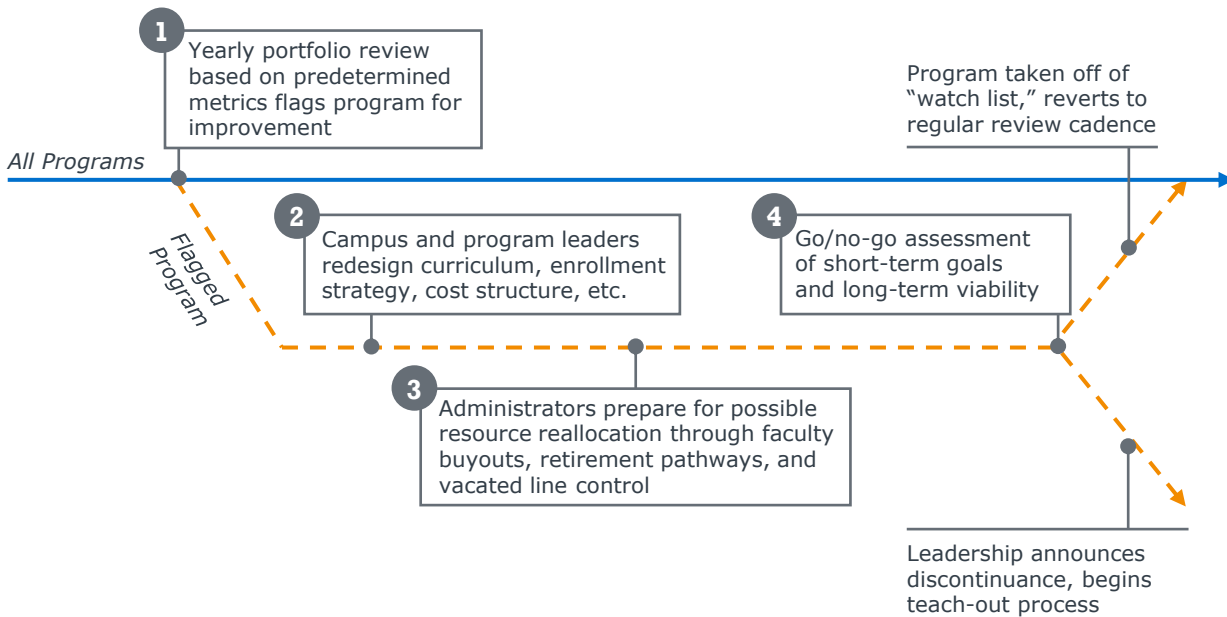 1
Yearly portfolio review
based on predetermined
metrics flags program for
improvement
Program taken off of
“watch list,” reverts to
regular review cadence
All Programs
Flagged
Program
2
Campus and program leaders
redesign curriculum, enrollment
strategy, cost structure, etc.
4
Go/no-go assessment
of short-term goals
and long-term viability
3
Administrators prepare for possible
resource reallocation through faculty
buyouts, retirement pathways, and
vacated line control
Leadership announces
discontinuance, begins
teach-out process